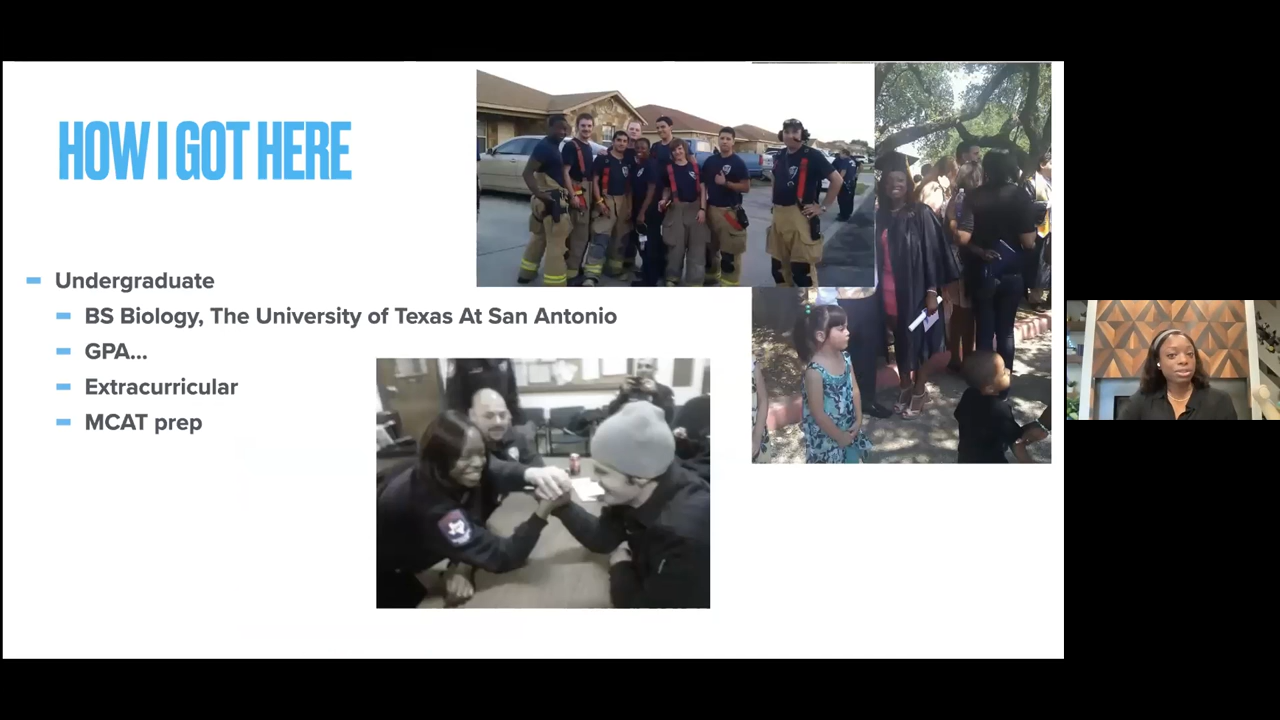 HOW I GOT HERE
Undergraduate
BS Biology, The University of Texas At San Antonio
GPA...
Extracurricular
MCAT prep